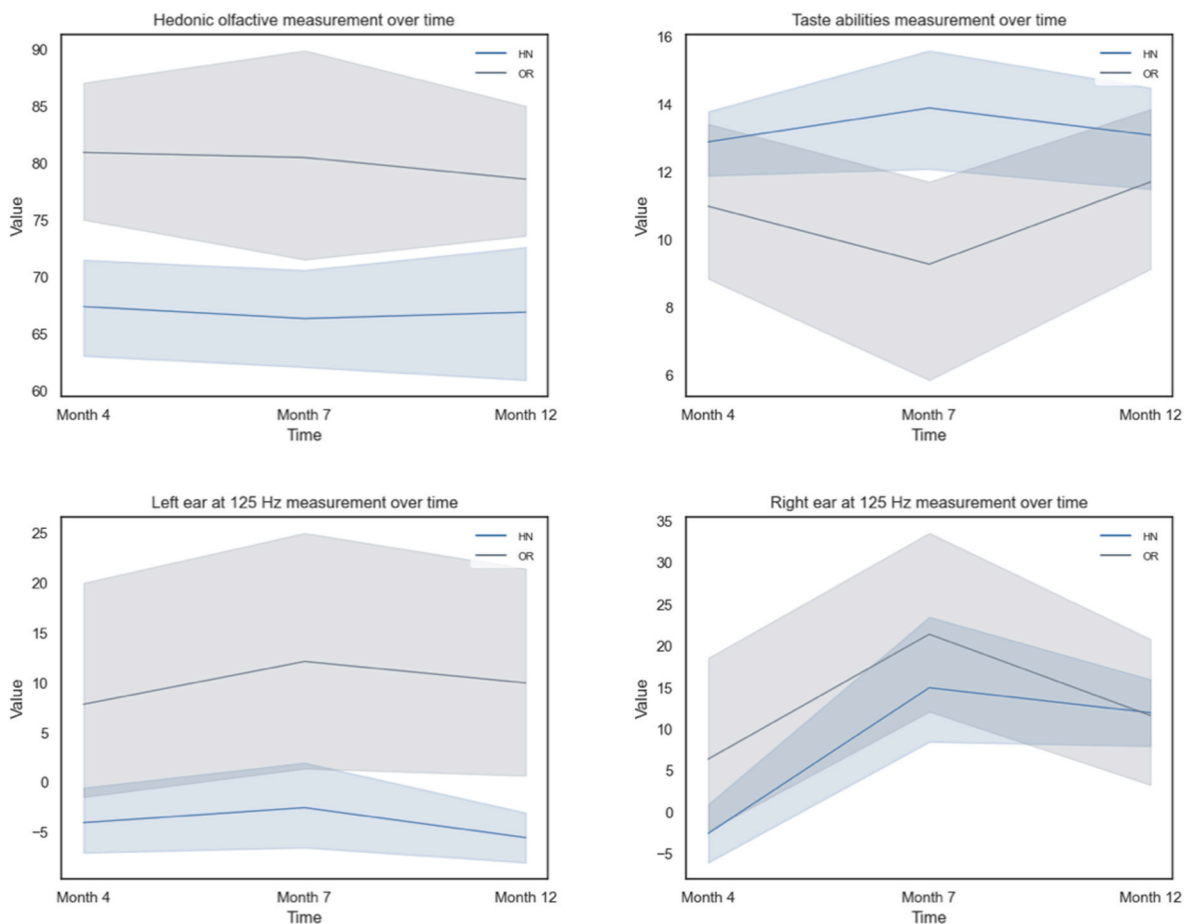 Hedonic olfactive measurement over time
90
85
80
75
70
65
60
Value
HN
OR
Month 4 Month 7 Month 12
Time
Taste abilities measurement over time
16
14
12
10
8
6
Value
HN
OR
Month 4 Month 7 Month 12
Time
Left ear at 125 Hz measurement over time
25
20
15
10
5
0
−5
Value
HN
OR
Month 4 Month 7 Month 12
Time
Right ear at 125 Hz measurement over time
35
30
25
20
15
10
5
0
−5
Value
HN
OR
Month 4 Month 7 Month 12
Time